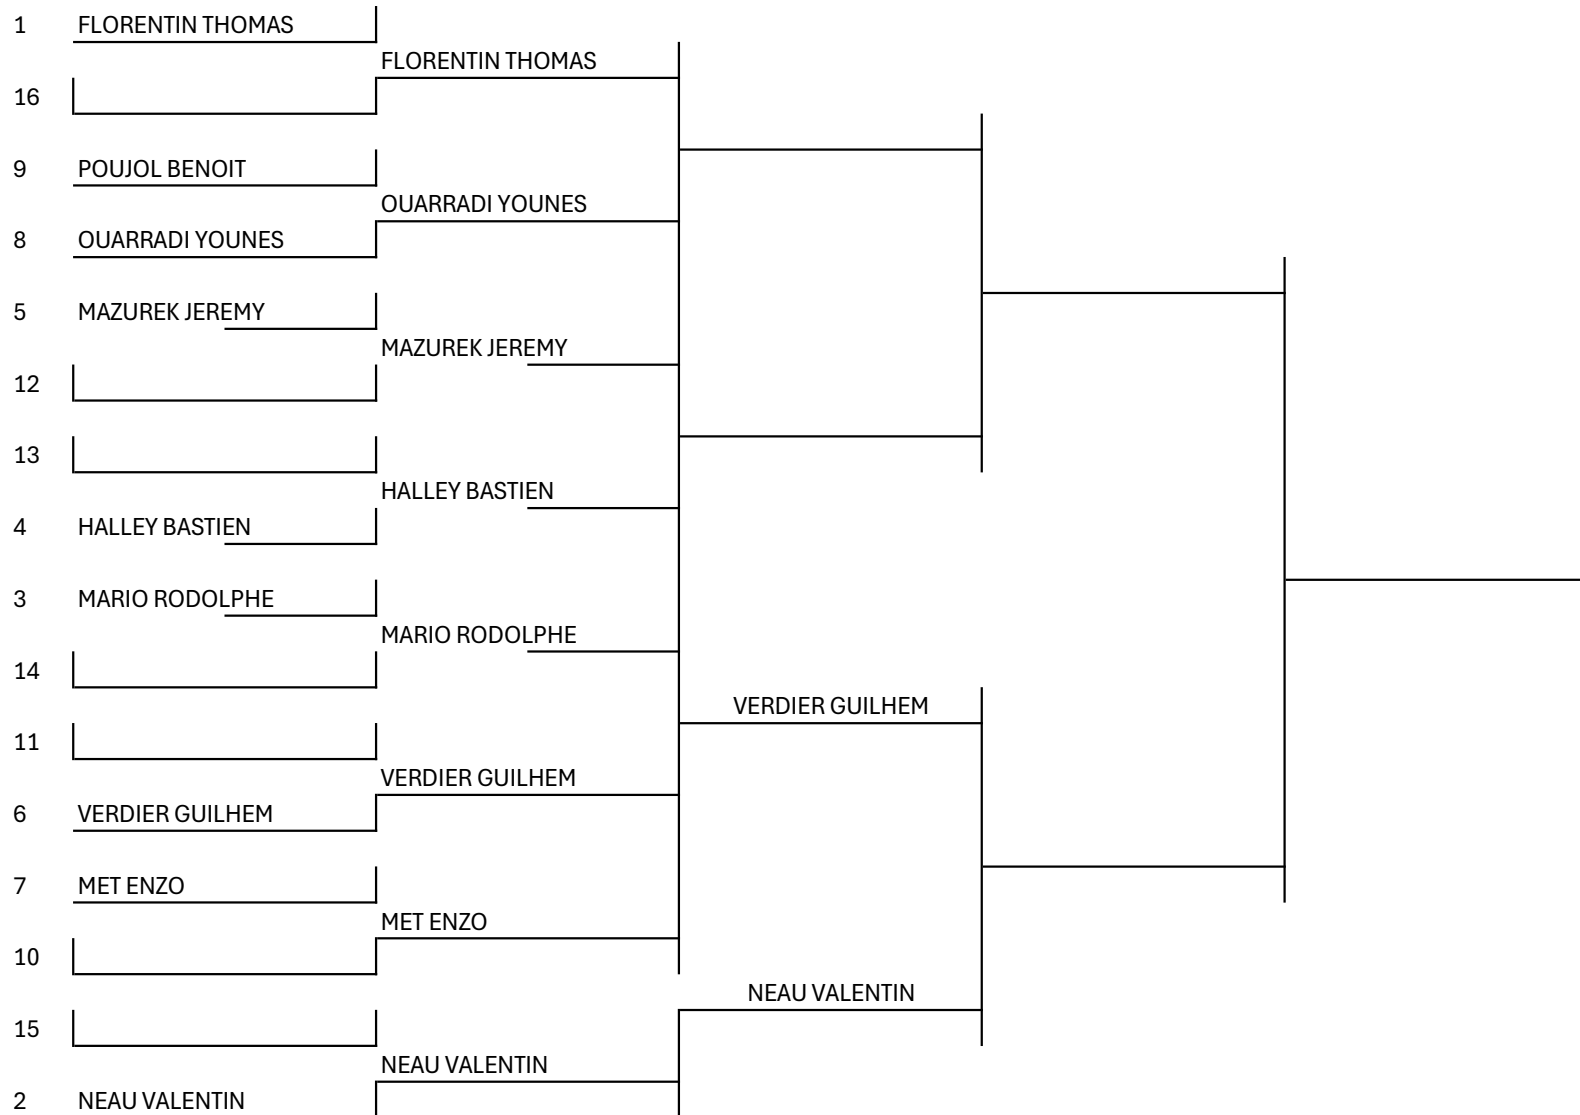 1 FLORENTIN THOMAS
FLORENTIN THOMAS
16
9 POUJOL BENOIT
OUARRADI YOUNES
8 OUARRADI YOUNES
5 MAZUREK JEREMY
MAZUREK JEREMY
12
13
HALLEY BASTIEN
4 HALLEY BASTIEN
3 MARIO RODOLPHE
MARIO RODOLPHE
14
VERDIER GUILHEM
11
VERDIER GUILHEM
6 VERDIER GUILHEM
7 MET ENZO
MET ENZO
10
NEAU VALENTIN
15
NEAU VALENTIN
2 NEAU VALENTIN